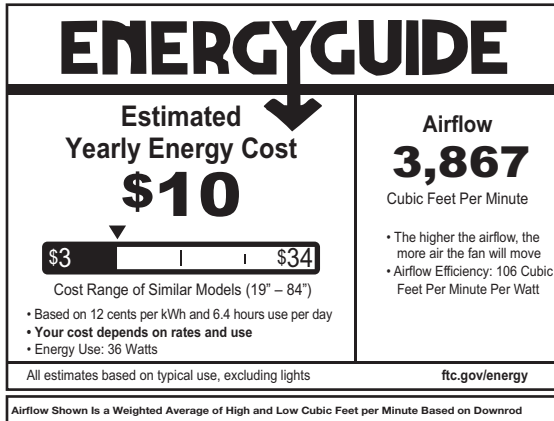 ENERGYGUIDE
Estimated
Yearly Energy Cost
$10
$3
$34
Cost Range of Similar Models (19” – 84”)
• Based on 12 cents per kWh and 6.4 hours use per day
• Your cost depends on rates and use
• Energy Use: 36 Watts
Airflow
3,867
Cubic Feet Per Minute
• The higher the airflow, the
more air the fan will move
• Airflow Efficiency: 106 Cubic
Feet Per Minute Per Watt
All estimates based on typical use, excluding lights
ftc.gov/energy
Airflow Shown Is a Weighted Average of High and Low Cubic Feet per Minute Based on Downrod